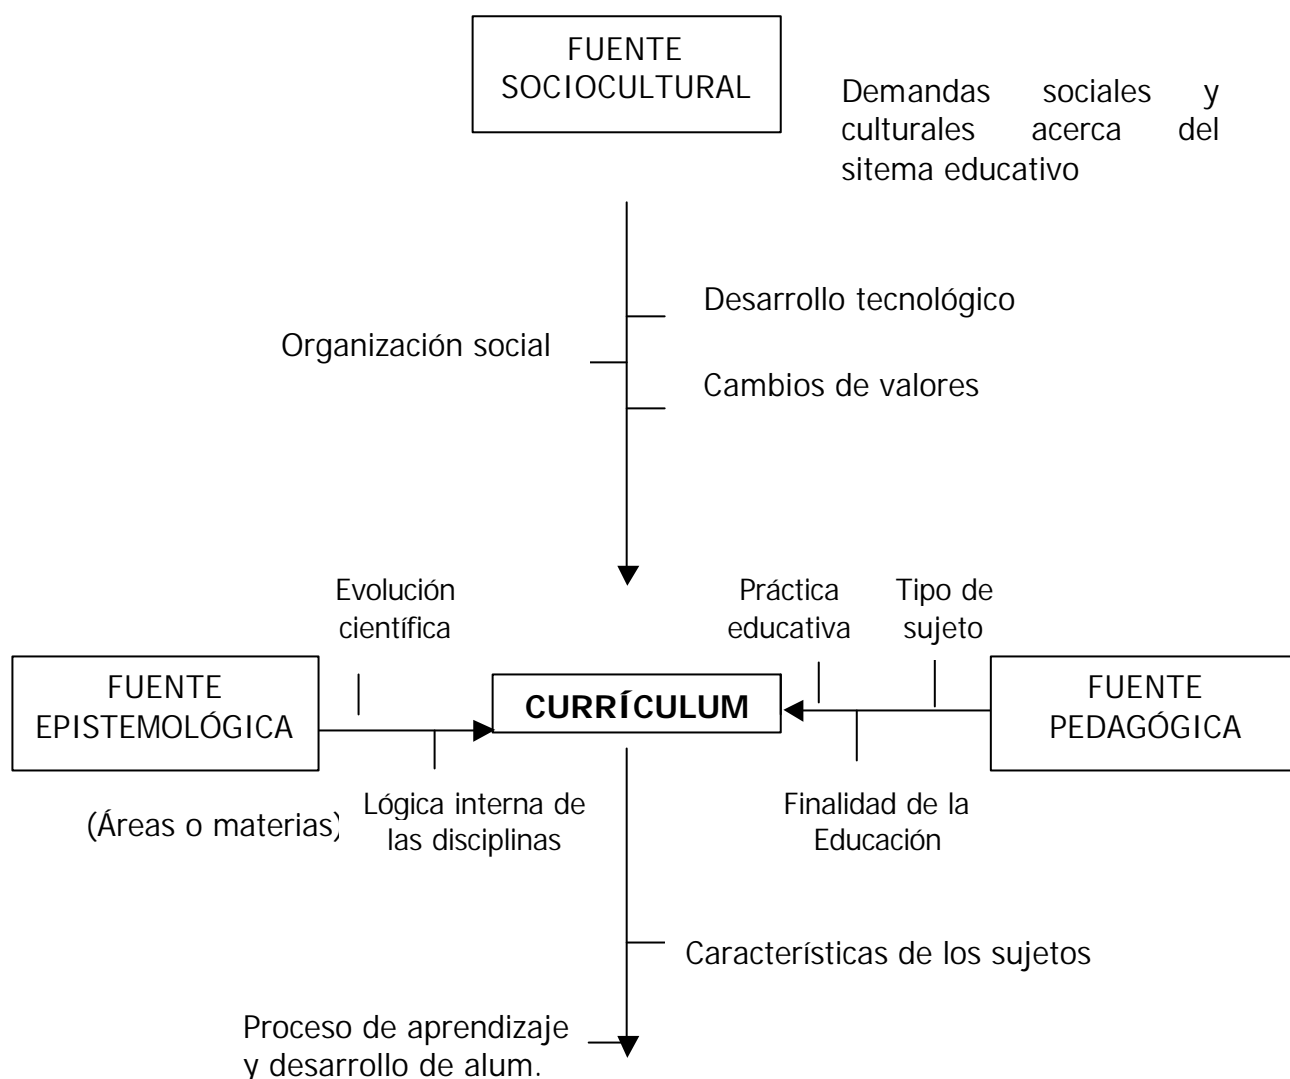 FUENTE
SOCIOCULTURAL
Demandas sociales y
culturales acerca del
sitema educativo
Desarrollo tecnológico
Organización social
Cambios de valores
Evolución
científica
Práctica
educativa
Tipo de
sujeto
FUENTE
EPISTEMOLÓGICA
CURRÍCULUM
FUENTE
PEDAGÓGICA
(Áreas o materias)
Lógica interna de
las disciplinas
Finalidad de la
Educación
Características de los sujetos
Proceso de aprendizaje
y desarrollo de alum.